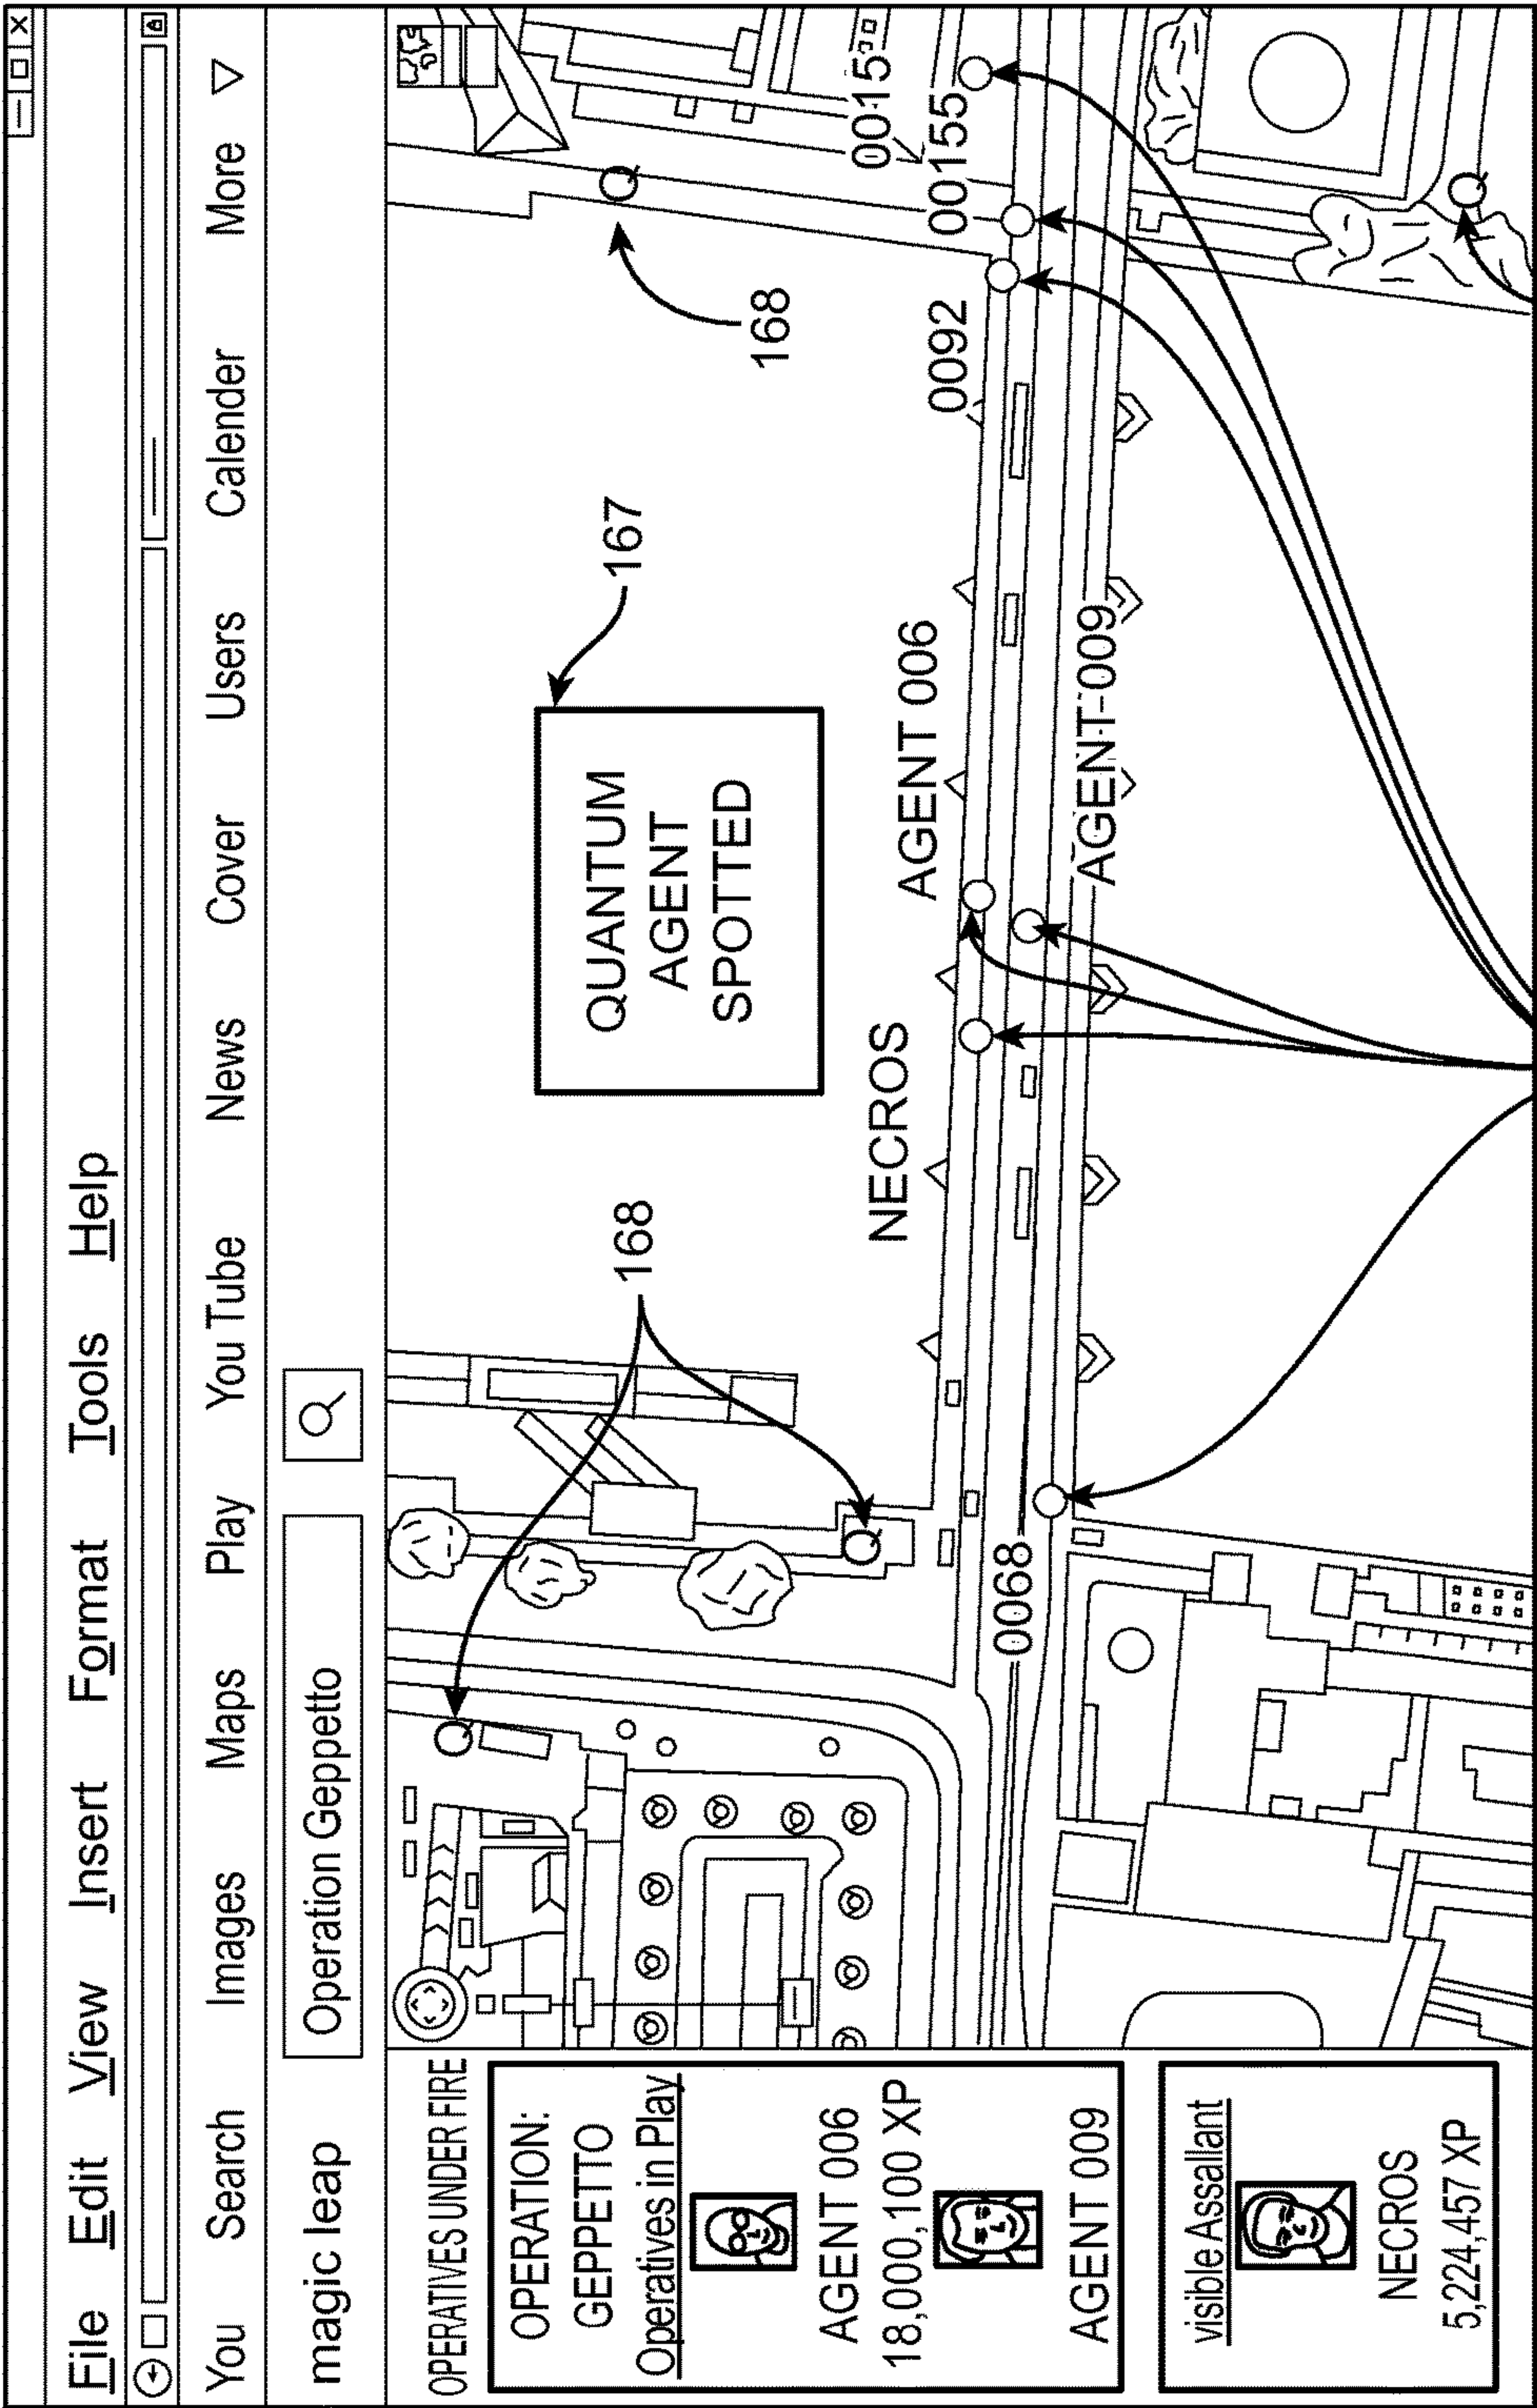 File Edit View Insert Format Tools Help
You Search Images Maps Play You Tube News Cover Users Calender More
magic leap
Operation Geppetto
OPERATIVES UNDER FIRE
OPERATION:
GEPPETTO
Operatives in Play
AGENT 006
18,000,100 XP
AGENT 009
visible Assallant
NECROS
5,224,457 XP
Q
168
Q
QUANTUM
AGENT
SPOTTED
167
Q
168
NECROS
AGENT 006
0092
0015
00155
0068
AGENT 009
Q